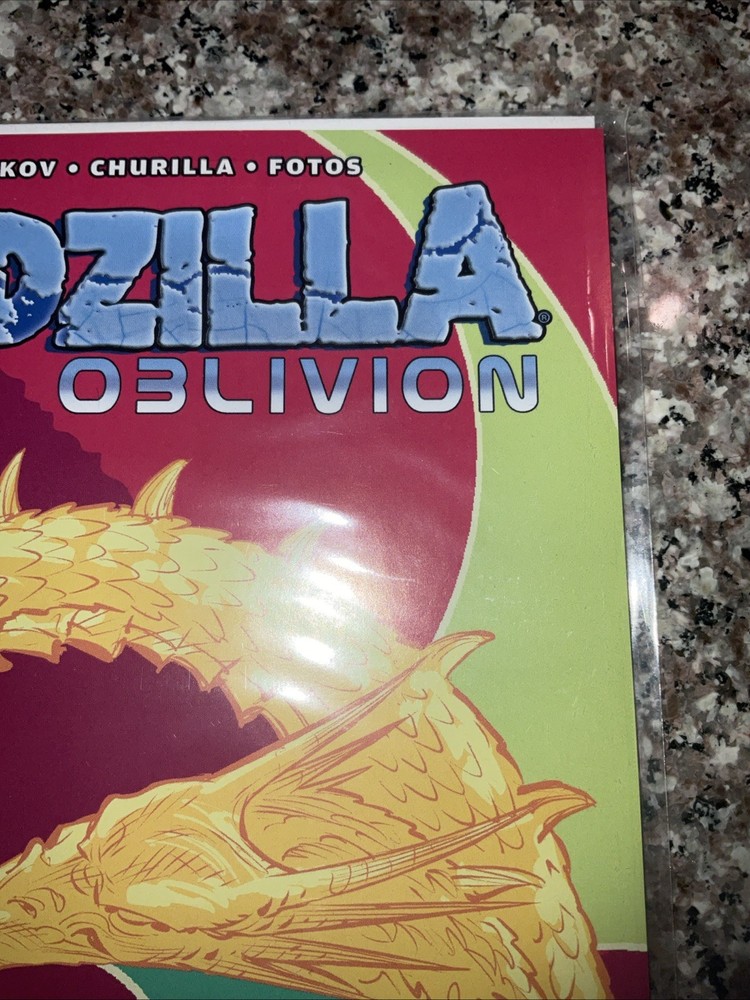 KOV • CHURILLA • FOTOS
DZILLA®
OBLIVION